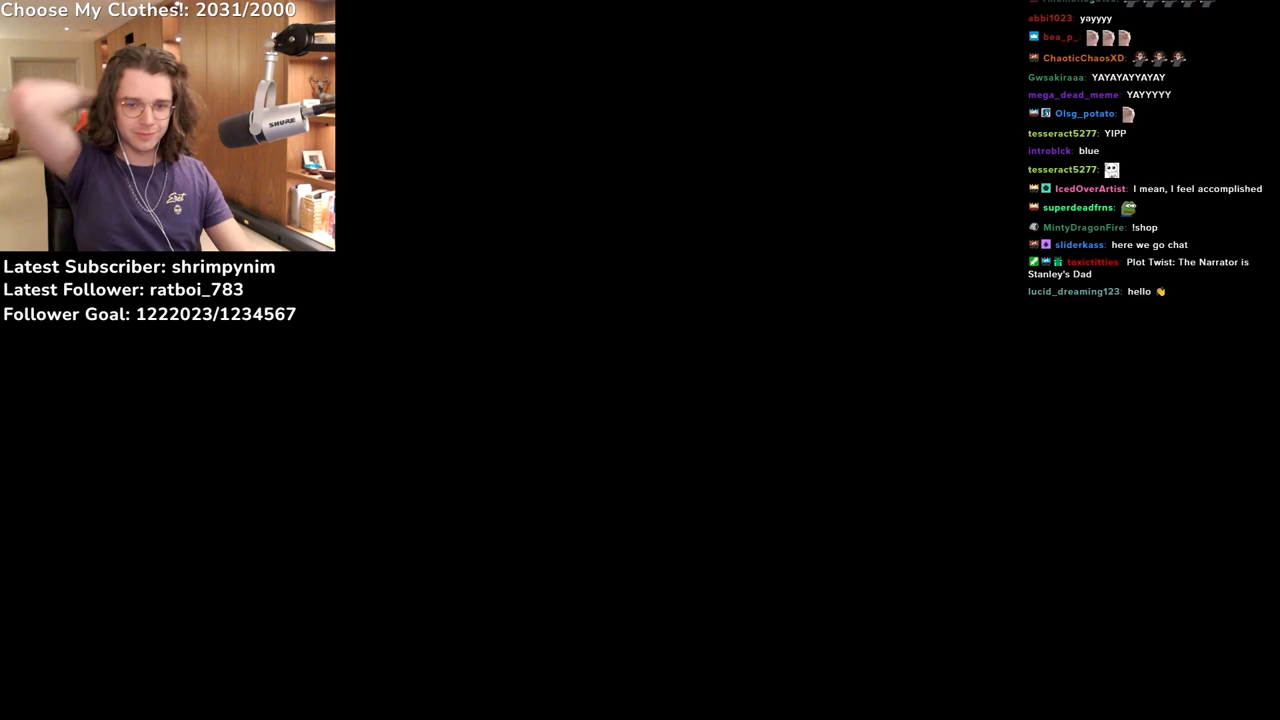 Choose My Clothes!: 2031/2000
SHURE
Eret
Latest Subscriber: shrimpynim
Latest Follower: ratboi_783
Follower Goal: 1222023/1234567
abbi1023: yayyyy
bea_p_:
ChaoticChaosXD:
Gwsakiraaa: YAYAYAYYAYAY
mega_dead_meme: YAYYYYY
Olsg_potato:
tesseract5277: YIPP
introblck: blue
tesseract5277:
IcedOverArtist: I mean, I feel accomplished
superdeadfrns:
MintyDragonFire: !shop
sliderkass: here we go chat
toxictitties: Plot Twist: The Narrator is
Stanley's Dad
lucid_dreaming123: hello 👋